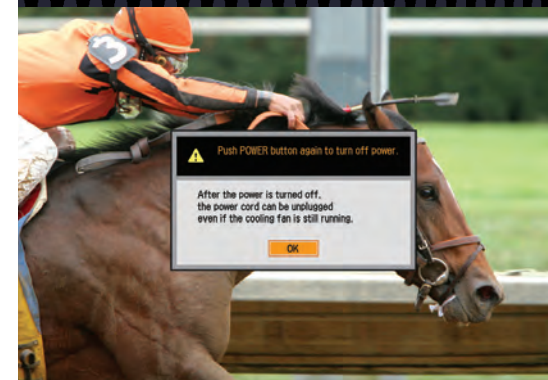 3
Push POWER button again to turn off power.
After the power is turned off,
the power cord can be unplugged
even if the cooling fan is still running.
OK